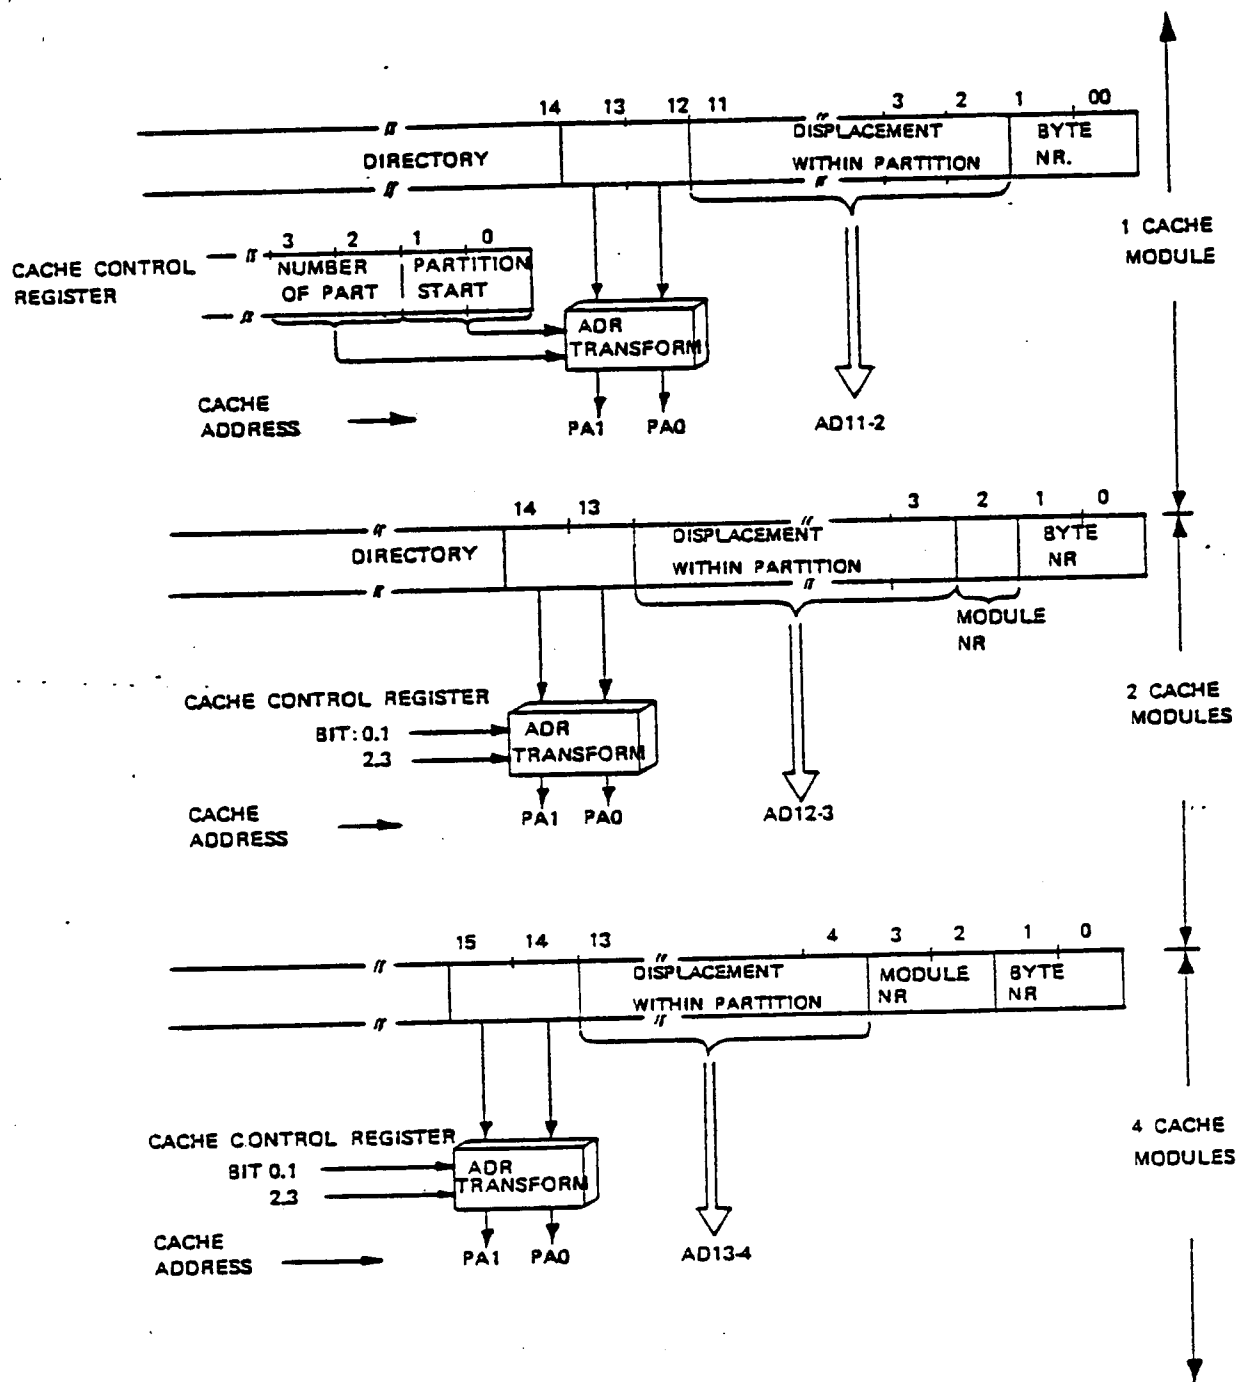 14 13 12 11 3 2 1 00
DIRECTORY
DISPLACEMENT
WITHIN PARTITION
BYTE
NR.
1 CACHE
MODULE
CACHE CONTROL
REGISTER
3 2 1 0
NUMBER
OF PART
PARTITION
START
ADR
TRANSFORM
CACHE
ADDRESS
PA1 PA0
AD11-2
14 13 3 2 1 0
DIRECTORY
DISPLACEMENT
WITHIN PARTITION
BYTE
NR
MODULE
NR
2 CACHE
MODULES
CACHE CONTROL REGISTER
BIT: 0.1
2.3
ADR
TRANSFORM
CACHE
ADDRESS
PA1 PA0
AD12-3
15 14 13 4 3 2 1 0
DISPLACEMENT
WITHIN PARTITION
MODULE
NR
BYTE
NR
4 CACHE
MODULES
CACHE CONTROL REGISTER
BIT 0.1
2.3
ADR
TRANSFORM
CACHE
ADDRESS
PA1 PA0
AD13-4